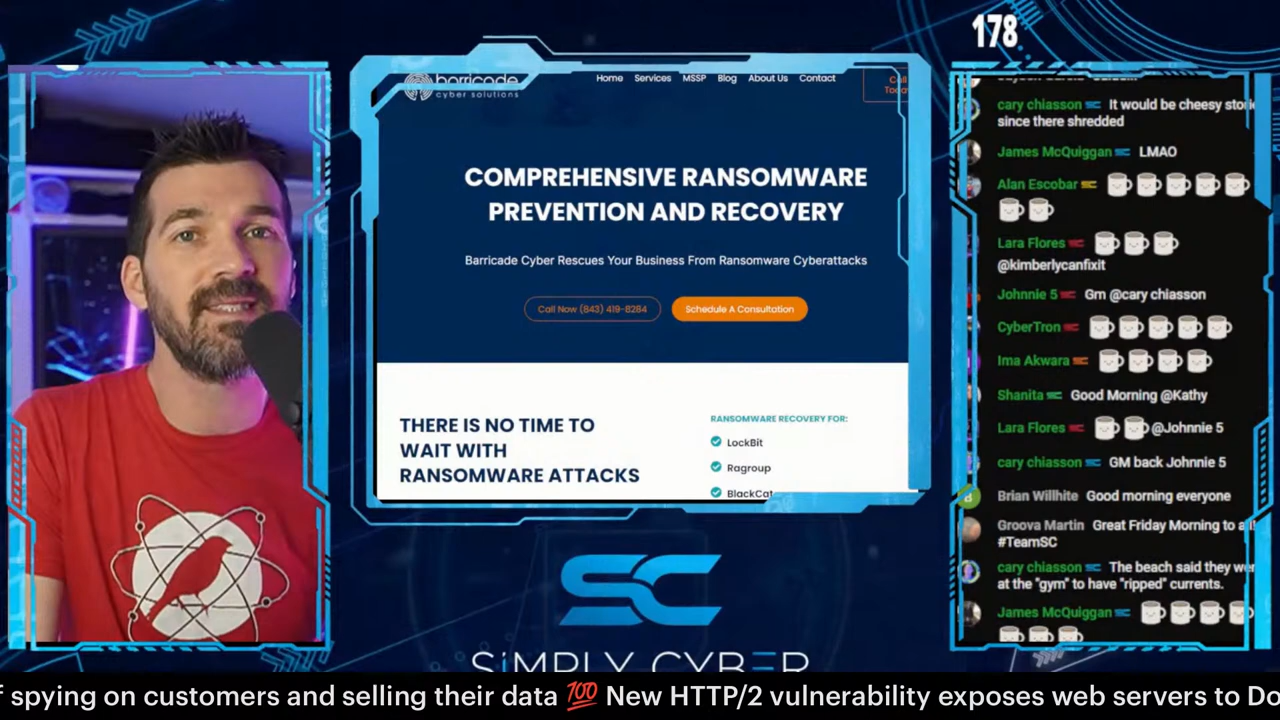 178
barricade
cyber solutions
Home Services MSSP Blog About Us Contact
Call
Today
COMPREHENSIVE RANSOMWARE
PREVENTION AND RECOVERY
Barricade Cyber Rescues Your Business From Ransomware Cyberattacks
Call Now (843) 419-8284
Schedule A Consultation
THERE IS NO TIME TO
WAIT WITH
RANSOMWARE ATTACKS
RANSOMWARE RECOVERY FOR:
LockBit
Ragroup
BlackCat
cary chiasson It would be cheesy
since there shredded
James McQuiggan LMAO
Alan Escobar
Lara Flores
@kimberlycanfixit
Johnnie 5 Gm @cary chiasson
CyberTron
Ima Akwara
Shanita Good Morning @Kathy
Lara Flores @Johnnie 5
cary chiasson GM back Johnnie 5
B Brian Willhite Good morning everyone
Groova Martin Great Friday Morning to all!
#TeamSC
cary chiasson The beach said they wer
at the "gym" to have "ripped" currents.
James McQuiggan
SC
SiMPLY CYBER
f spying on customers and selling their data 💯 New HTTP/2 vulnerability exposes web servers to Do